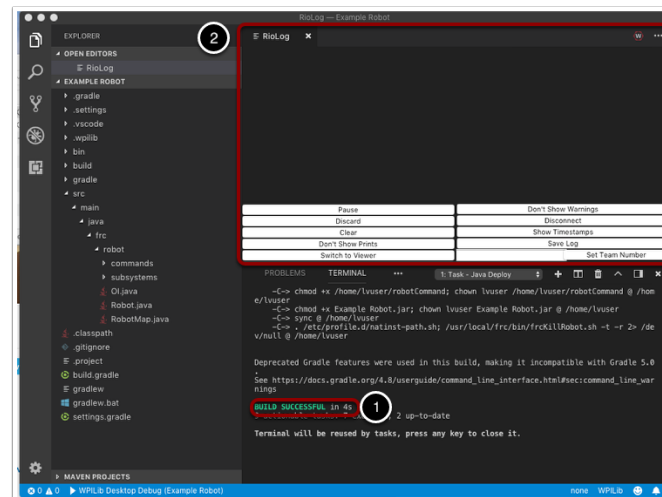 RioLog — Example Robot
EXPLORER
OPEN EDITORS
RioLog
EXAMPLE ROBOT
.gradle
.settings
.vscode
.wpilib
bin
build
gradle
src
main
java
frc
robot
commands
subsystems
OI.java
Robot.java
RobotMap.java
.classpath
.gitignore
.project
build.gradle
gradlew
gradlew.bat
settings.gradle
MAVEN PROJECTS
2
RioLog
W
Pause
Don't Show Warnings
Discard
Disconnect
Clear
Show Timestamps
Don't Show Prints
Save Log
Switch to Viewer
Set Team Number
PROBLEMS TERMINAL
1: Task - Java Deploy
-C-> chmod +x /home/lvuser/robotCommand; chown lvuser /home/lvuser/robotCommand @ /hom
e/lvuser
-C-> chmod +x Example Robot.jar; chown lvuser Example Robot.jar @ /home/lvuser
-C-> sync @ /home/lvuser
-C-> . /etc/profile.d/natinst-path.sh; /usr/local/frc/bin/frcKillRobot.sh -t -r 2> /de
v/null @ /home/lvuser
Deprecated Gradle features were used in this build, making it incompatible with Gradle 5.0
.
See https://docs.gradle.org/4.8/userguide/command_line_interface.html#sec:command_line_war
nings
BUILD SUCCESSFUL in 4s
1
2 up-to-date
Terminal will be reused by tasks, press any key to close it.
0 0 WPILib Desktop Debug (Example Robot)
none WPILib